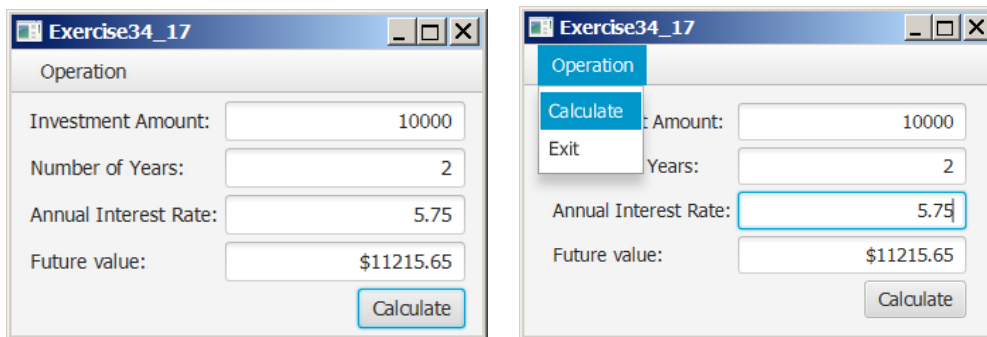 Exercise34_17
Operation
Investment Amount: 10000
Number of Years: 2
Annual Interest Rate: 5.75
Future value: $11215.65
Calculate
Exercise34_17
Operation
Calculate
t Amount: 10000
Exit
Years: 2
Annual Interest Rate: 5.75
Future value: $11215.65
Calculate